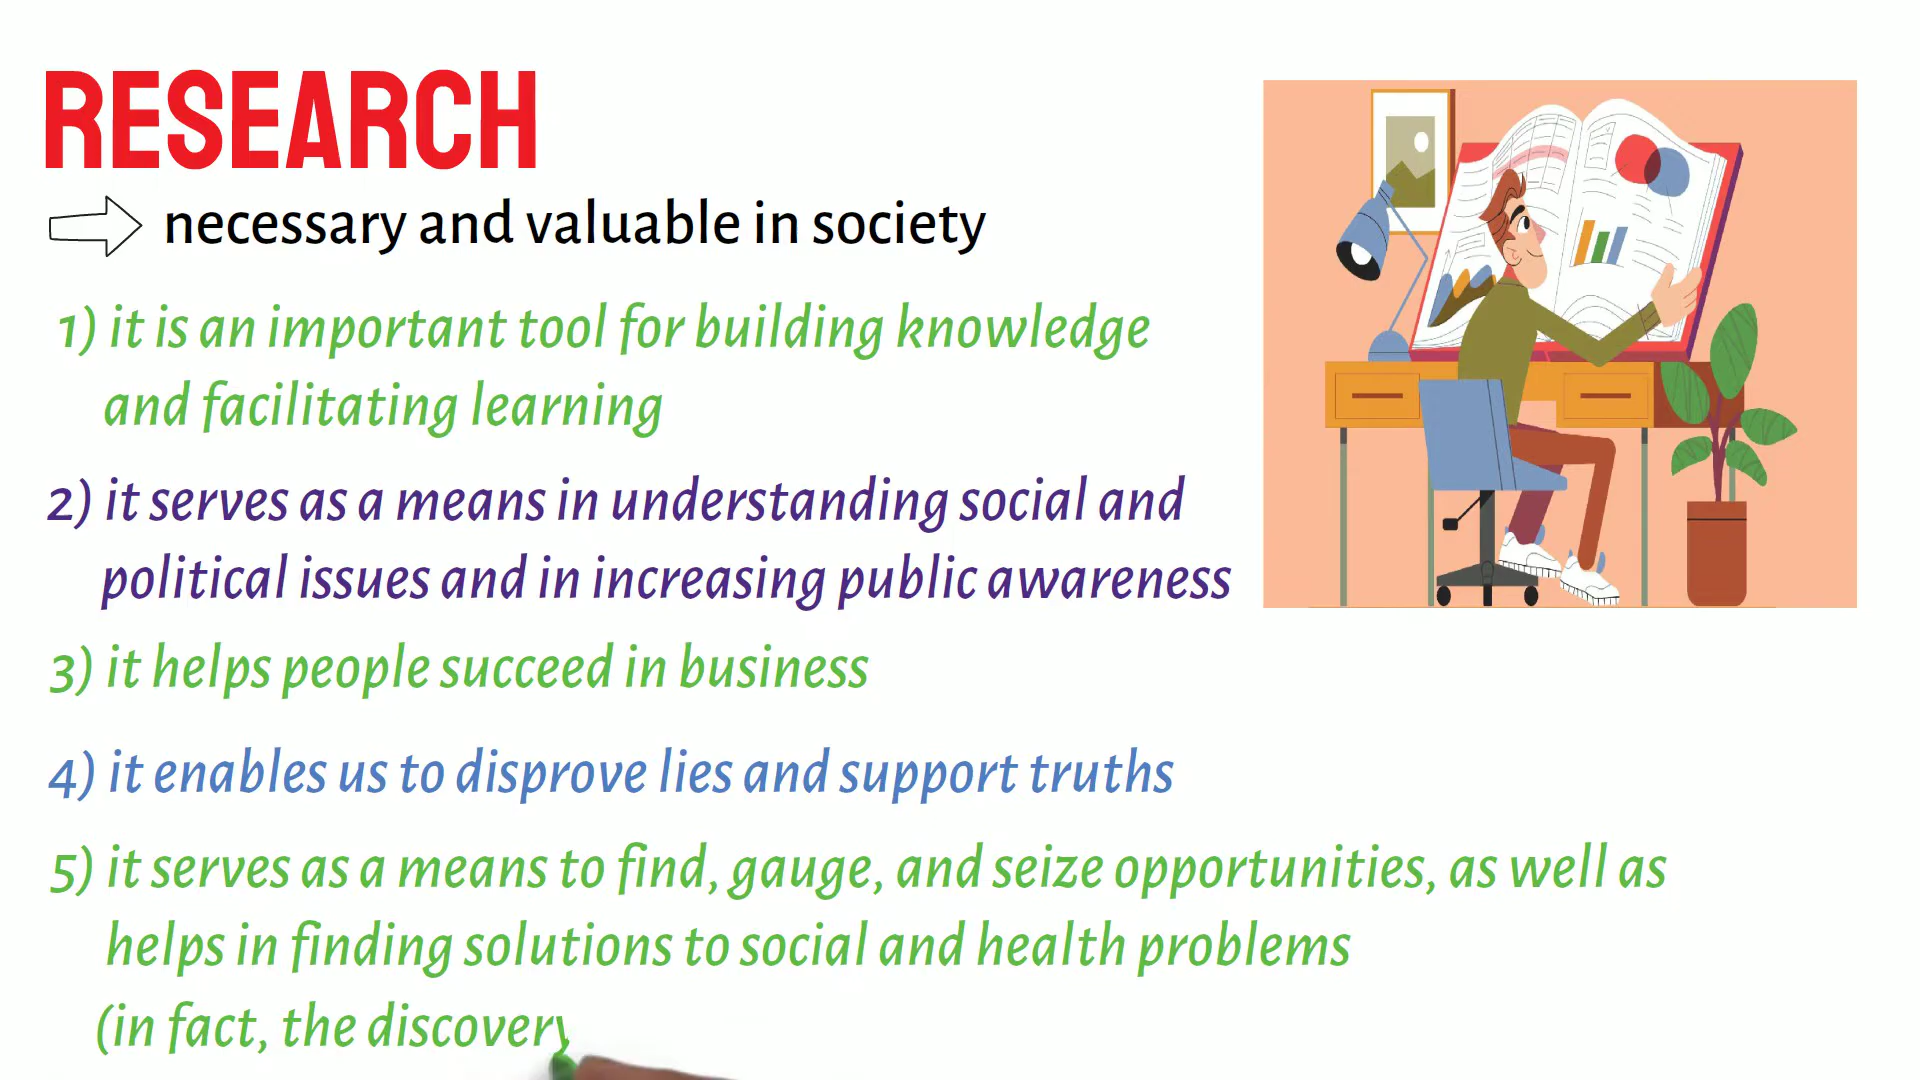 RESEARCH
necessary and valuable in society
1) it is an important tool for building knowledge
and facilitating learning
2) it serves as a means in understanding social and
political issues and in increasing public awareness
3) it helps people succeed in business
4) it enables us to disprove lies and support truths
5) it serves as a means to find, gauge, and seize opportunities, as well as
helps in finding solutions to social and health problems
(in fact, the discovery